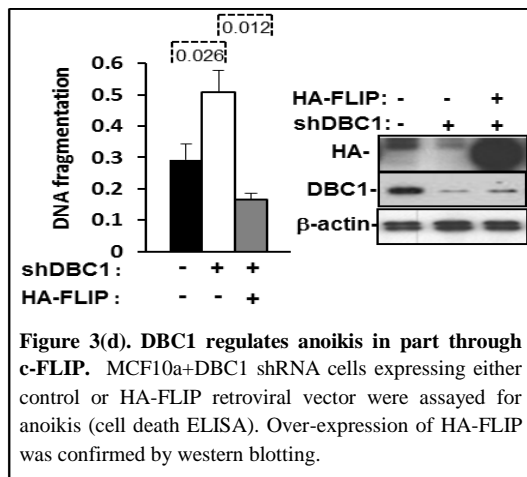 0.012
0.026
0.6
0.5
0.4
0.3
0.2
0.1
0
DNA fragmentation
shDBC1 : - + +
HA-FLIP : - - +
HA-FLIP: - - +
shDBC1: - + +
HA-
DBC1-
β-actin-
Figure 3(d). DBC1 regulates anoikis in part through
c-FLIP. MCF10a+DBC1 shRNA cells expressing either
control or HA-FLIP retroviral vector were assayed for
anoikis (cell death ELISA). Over-expression of HA-FLIP
was confirmed by western blotting.